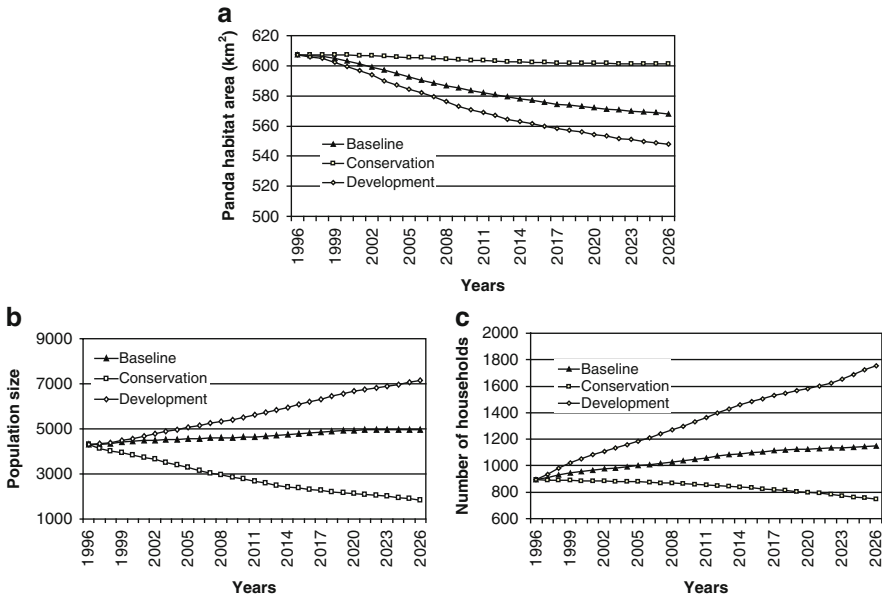 a
Panda habitat area (km²)
620
600
580
560
540
520
500
Baseline
Conservation
Development
1996
1999
2002
2005
2008
2011
2014
2017
2020
2023
2026
Years
b
Population size
9000
7000
5000
3000
1000
Baseline
Conservation
Development
1996
1999
2002
2005
2008
2011
2014
2017
2020
2023
2026
Years
c
Number of households
2000
1800
1600
1400
1200
1000
800
600
Baseline
Conservation
Development
1996
1999
2002
2005
2008
2011
2014
2017
2020
2023
2026
Years